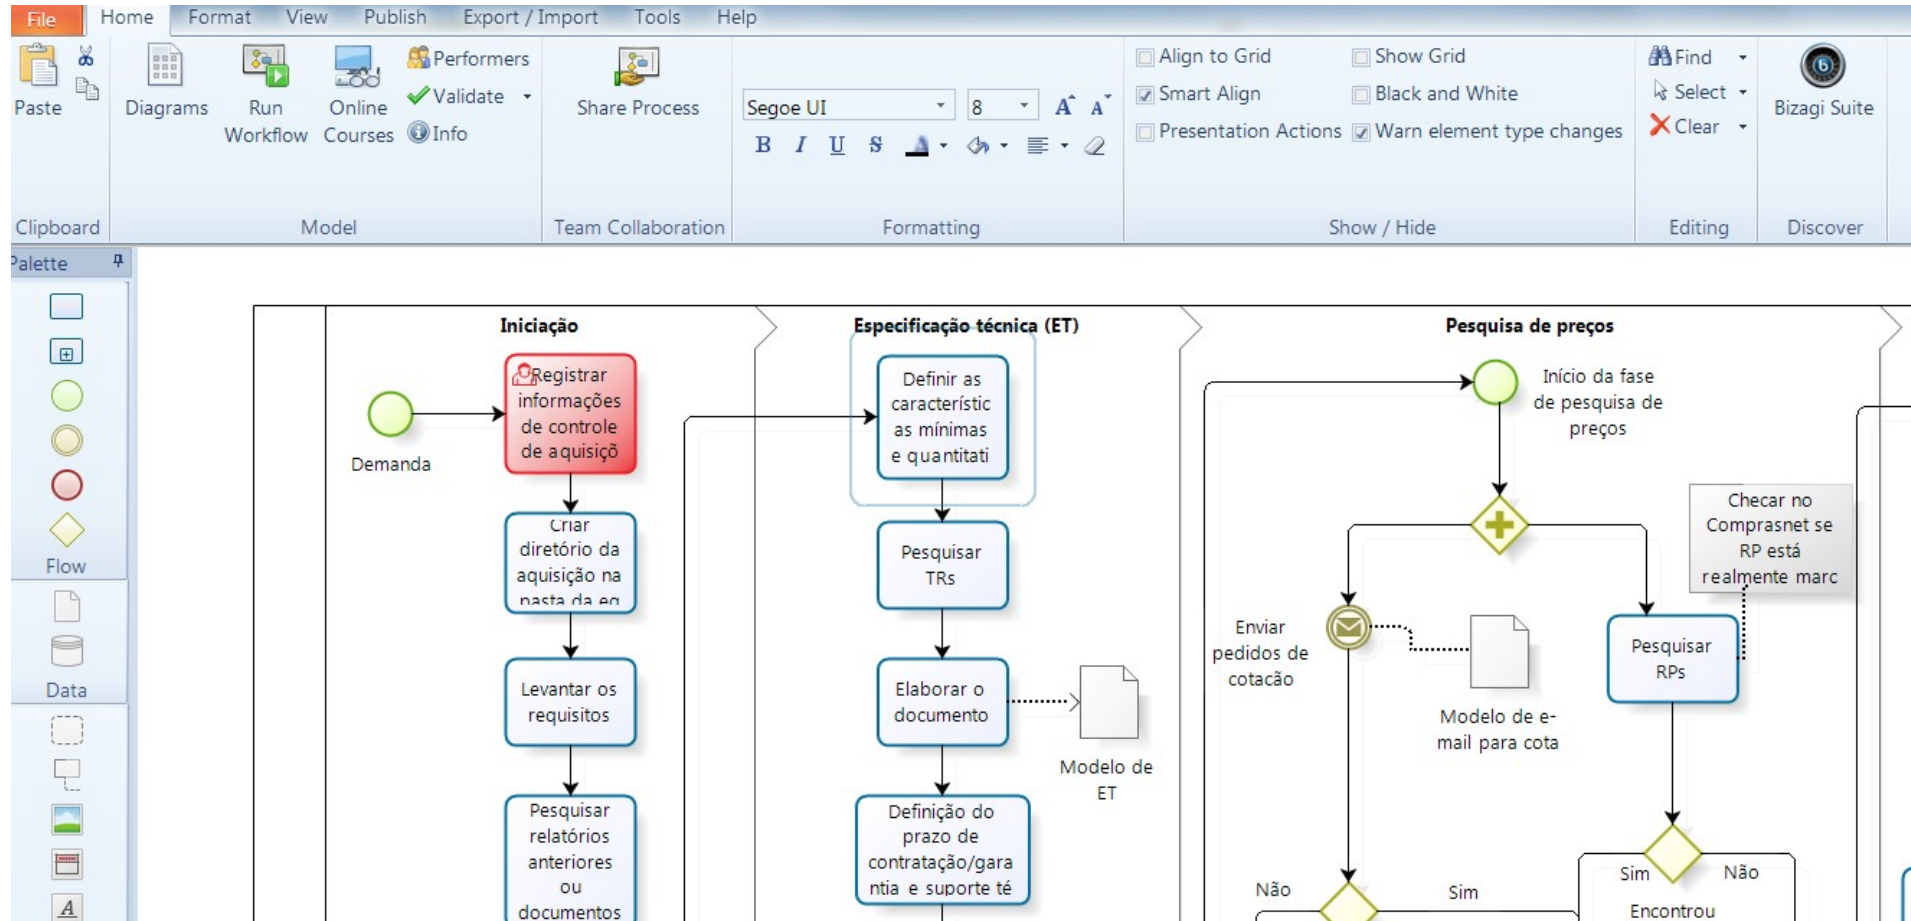 File Home Format View Publish Export / Import Tools Help
Paste
Clipboard
Diagrams
Run
Workflow
Online
Courses
Performers
Validate
Info
Model
Share Process
Team Collaboration
Segoe UI 8 A A
B I U S A
Formatting
Align to Grid
Smart Align
Presentation Actions
Show Grid
Black and White
Warn element type changes
Show / Hide
Find
Select
Clear
Editing
Bizagi Suite
Discover
Palette
Flow
Data
A
Iniciação
Demanda
Registrar
informações
de controle
de aquisiçõ
Criar
diretório da
aquisição na
pasta da eq
Levantar os
requisitos
Pesquisar
relatórios
anteriores
ou
documentos
Especificação técnica (ET)
Definir as
característic
as mínimas
e quantitati
Pesquisar
TRs
Elaborar o
documento
Modelo de
ET
Definição do
prazo de
contratação/gara
ntia e suporte té
Pesquisa de preços
Início da fase
de pesquisa de
preços
Checar no
Comprasnet se
RP está
realmente marc
Enviar
pedidos de
cotacão
Modelo de e-
mail para cota
Pesquisar
RPs
Não
Sim
Sim
Não
Encontrou